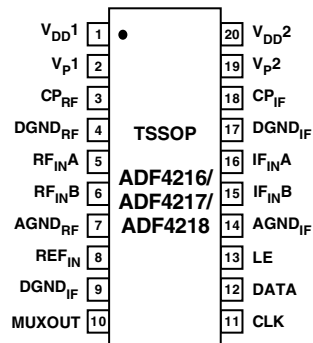 VDD1 1 20 VDD2
VP1 2 19 VP2
CPRF 3 18 CPIF
DGNDRF 4 TSSOP 17 DGNDIF
RFINA 5 16 IFINA
ADF4216/
RFINB 6 15 IFINB
ADF4217/
AGNDRF 7 ADF4218 14 AGNDIF
REFIN 8 13 LE
DGNDIF 9 12 DATA
MUXOUT 10 11 CLK